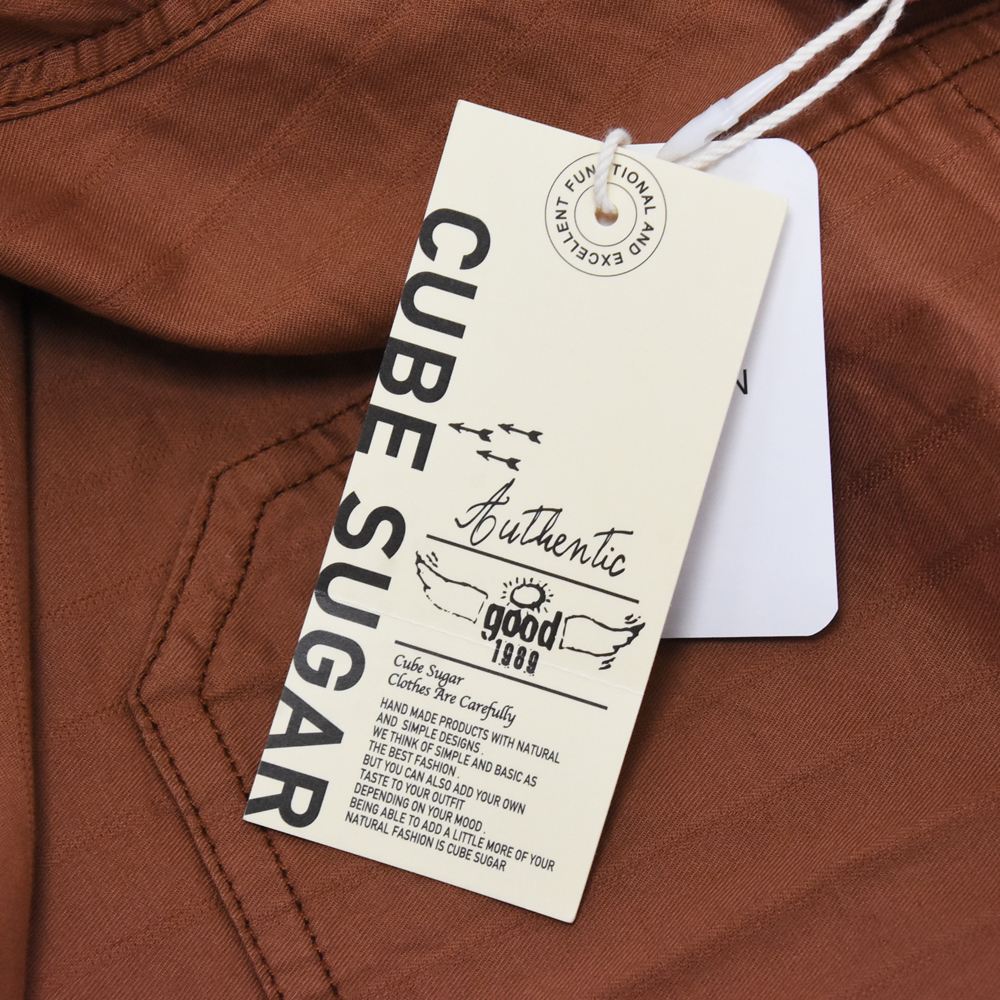 FUNCTIONAL AND EXCELLENT
CUBE SUGAR
Authentic
good
1989
Cube Sugar
Clothes Are Carefully
HAND MADE PRODUCTS WITH NATURAL
AND SIMPLE DESIGNS .
WE THINK OF SIMPLE AND BASIC AS
THE BEST FASHION .
BUT YOU CAN ALSO ADD YOUR OWN
TASTE TO YOUR OUTFIT
DEPENDING ON YOUR MOOD .
BEING ABLE TO ADD A LITTLE MORE OF YOUR
NATURAL FASHION IS CUBE SUGAR
N